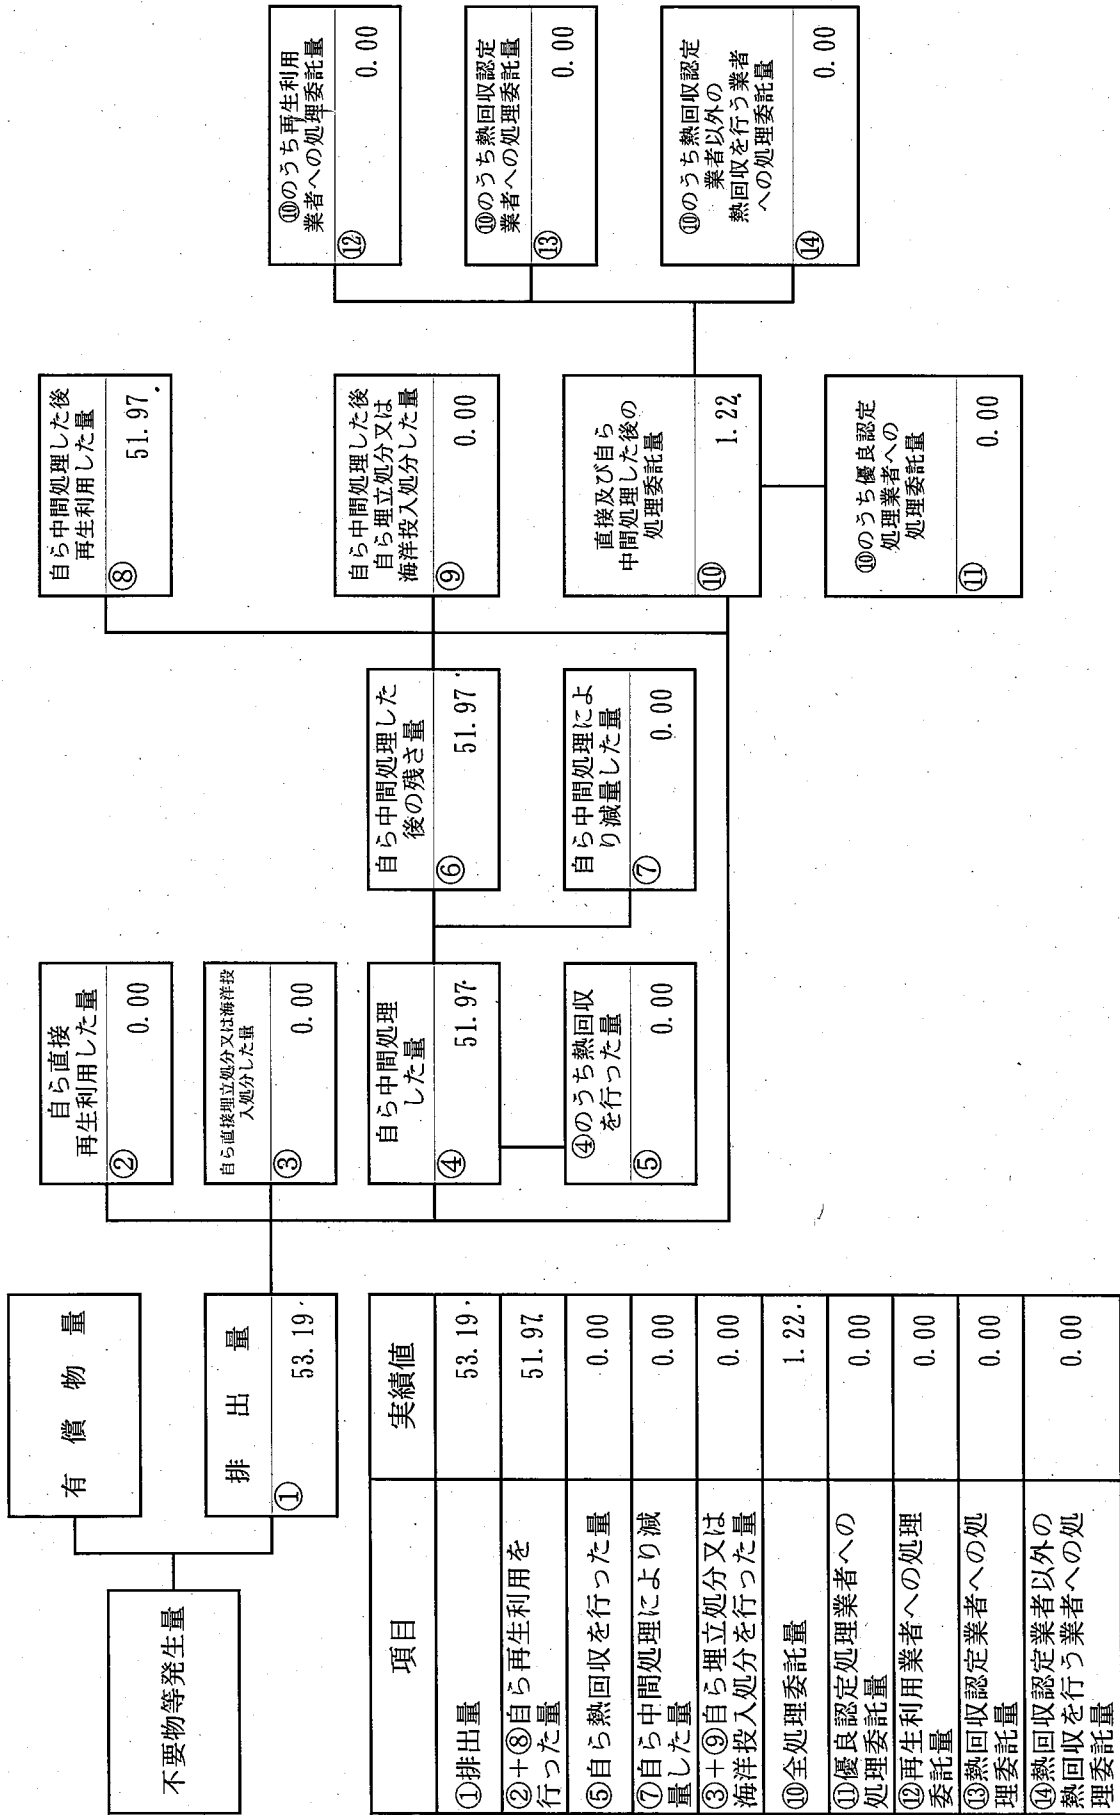 不要物等発生量
有償物量
排出量
① 53.19
自ら直接
再生利用した量
② 0.00
自ら直接埋立処分又は海洋投
入処分した量
③ 0.00
自ら中間処理
した量
④ 51.97
④のうち熱回収
を行った量
⑤ 0.00
自ら中間処理した
後の残さ量
⑥ 51.97
自ら中間処理によ
り減量した量
⑦ 0.00
自ら中間処理した後
再生利用した量
⑧ 51.97
自ら中間処理した後
自ら埋立処分又は
海洋投入処分した量
⑨ 0.00
直接及び自ら
中間処理した後の
処理委託量
⑩ 1.22
⑩のうち優良認定
処理業者への
処理委託量
⑪ 0.00
⑩のうち再生利用
業者への処理委託量
⑫ 0.00
⑩のうち熱回収認定
業者への処理委託量
⑬ 0.00
⑩のうち熱回収認定
業者以外の
熱回収を行う業者
への処理委託量
⑭ 0.00
項目 実績値
①排出量 53.19
②+⑧自ら再生利用を
行った量 51.97
⑤自ら熱回収を行った量 0.00
⑦自ら中間処理により減
量した量 0.00
③+⑨自ら埋立処分又は
海洋投入処分を行った量 0.00
⑩全処理委託量 1.22
⑪優良認定処理業者への
処理委託量 0.00
⑫再生利用業者への処理
委託量 0.00
⑬熱回収認定業者への処
理委託量 0.00
⑭熱回収認定業者以外の
熱回収を行う業者への処
理委託量 0.00